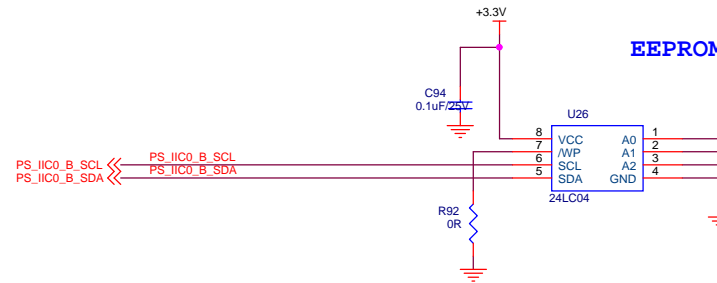 +3.3V
EEPROM
C94
0.1uF/25V
U26
8 VCC A0 1
7 /WP A1 2
PS_IIC0_B_SCL PS_IIC0_B_SCL 6 SCL A2 3
PS_IIC0_B_SDA PS_IIC0_B_SDA 5 SDA GND 4
24LC04
R92
0R